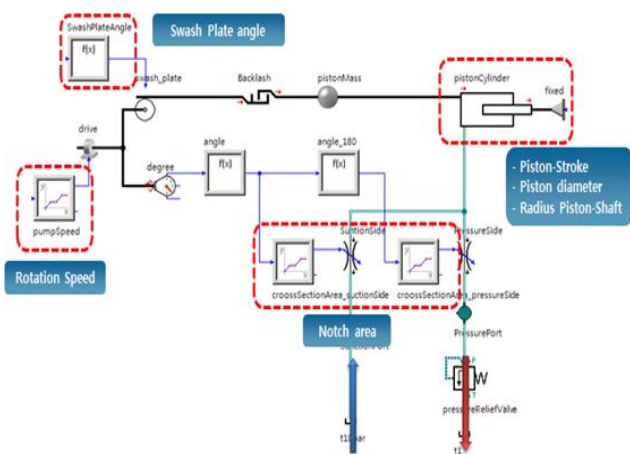 SwashPlateAngle
Swash Plate angle
f(x)
swash_plate
Backlash
pistonMass
pistonCylinder
fixed
drive
degree
angle
f(x)
angle_180
f(x)
- Piston-Stroke
- Piston diameter
- Radius Piston-Shaft
y
pumpSpeed
Rotation Speed
SuntionSide
PressureSide
y
croossSectionArea_suctionSide
y
croossSectionArea_pressureSide
Notch area
PressurePort
P
T
pressureReliefValve